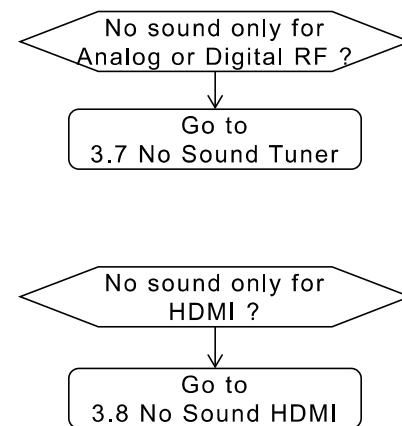 No sound only for
Analog or Digital RF ?
Go to
3.7 No Sound Tuner
No sound only for
HDMI ?
Go to
3.8 No Sound HDMI